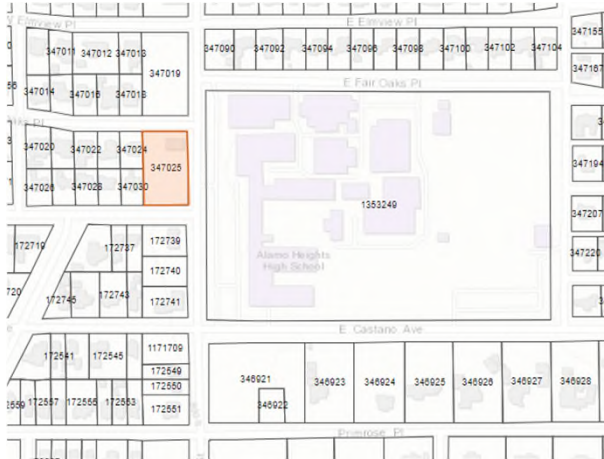 E Elmview Pl
W Elmview Pl
347155
347011 347012 347013
347090 347092 347094 347096 347098 347100 347102 347104
347019
347167
E Fair Oaks Pl
347014 347016 347018
347020 347022 347024
347025
347194
347026 347028 347030
1353249
347207
172719 172737 172739
347220
Alamo Heights
High School
172740
172745 172743 172741
E Castano Ave
172541 172545 1171709
172549
346921 346923 346924 346925 346926 346927 346928
172550
172557 172555 172553 172551
346922
Primrose Pl